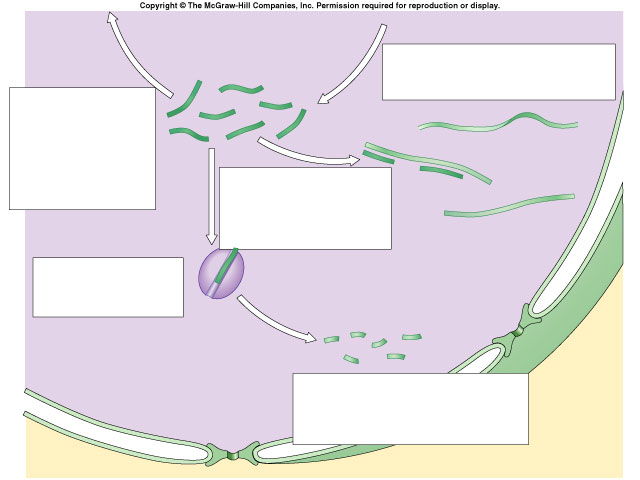 Copyright © The McGraw-Hill Companies, Inc. Permission required for reproduction or display.